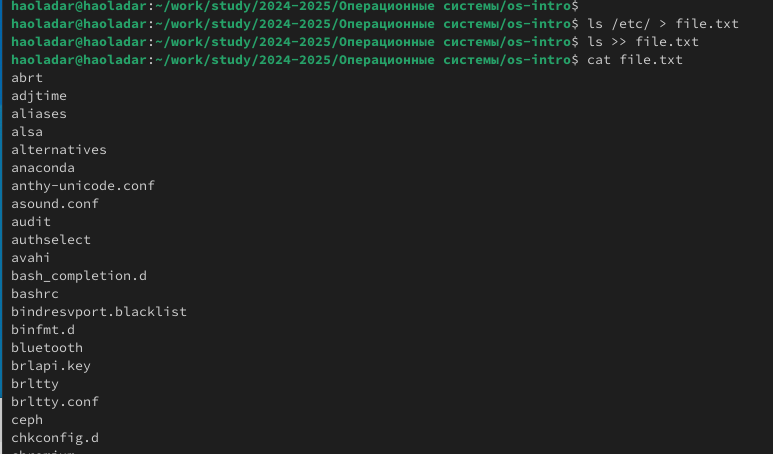 haoladar@haoladar:~/work/study/2024-2025/Операционные системы/os-intro$
haoladar@haoladar:~/work/study/2024-2025/Операционные системы/os-intro$ ls /etc/ > file.txt
haoladar@haoladar:~/work/study/2024-2025/Операционные системы/os-intro$ ls >> file.txt
haoladar@haoladar:~/work/study/2024-2025/Операционные системы/os-intro$ cat file.txt
abrt
adjtime
aliases
alsa
alternatives
anaconda
anthy-unicode.conf
asound.conf
audit
authselect
avahi
bash_completion.d
bashrc
bindresvport.blacklist
binfmt.d
bluetooth
brlapi.key
brltty
brltty.conf
ceph
chkconfig.d